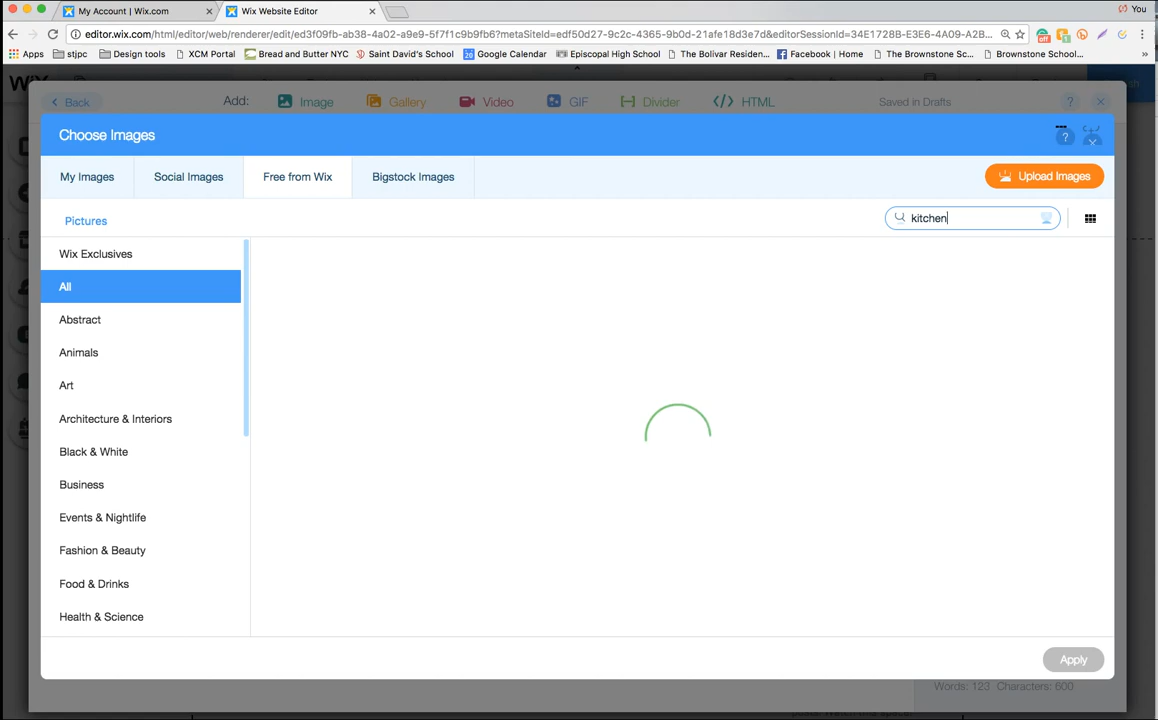 My Account | Wix.com
Wix Website Editor
You
editor.wix.com/html/editor/web/renderer/edit/ed3f09fb-ab38-4a02-a9e9-5f7f1c9b9fb6?metaSiteId=edf50d27-9c2c-4365-9b0d-21afe18d3e7d&editorSessionId=34E1728B-E3E6-4A09-A2B...
Apps stjpc Design tools XCM Portal Bread and Butter NYC Saint David's School Google Calendar Episcopal High School The Bolivar Residen... Facebook | Home The Brownstone Sc... Brownstone School... »
Back Add: Image Gallery Video GIF Divider HTML Saved in Drafts ?
Choose Images ?
My Images Social Images Free from Wix Bigstock Images Upload Images
Pictures kitchen
Wix Exclusives
All
Abstract
Animals
Art
Architecture & Interiors
Black & White
Business
Events & Nightlife
Fashion & Beauty
Food & Drinks
Health & Science
Apply
Words: 123 Characters: 600